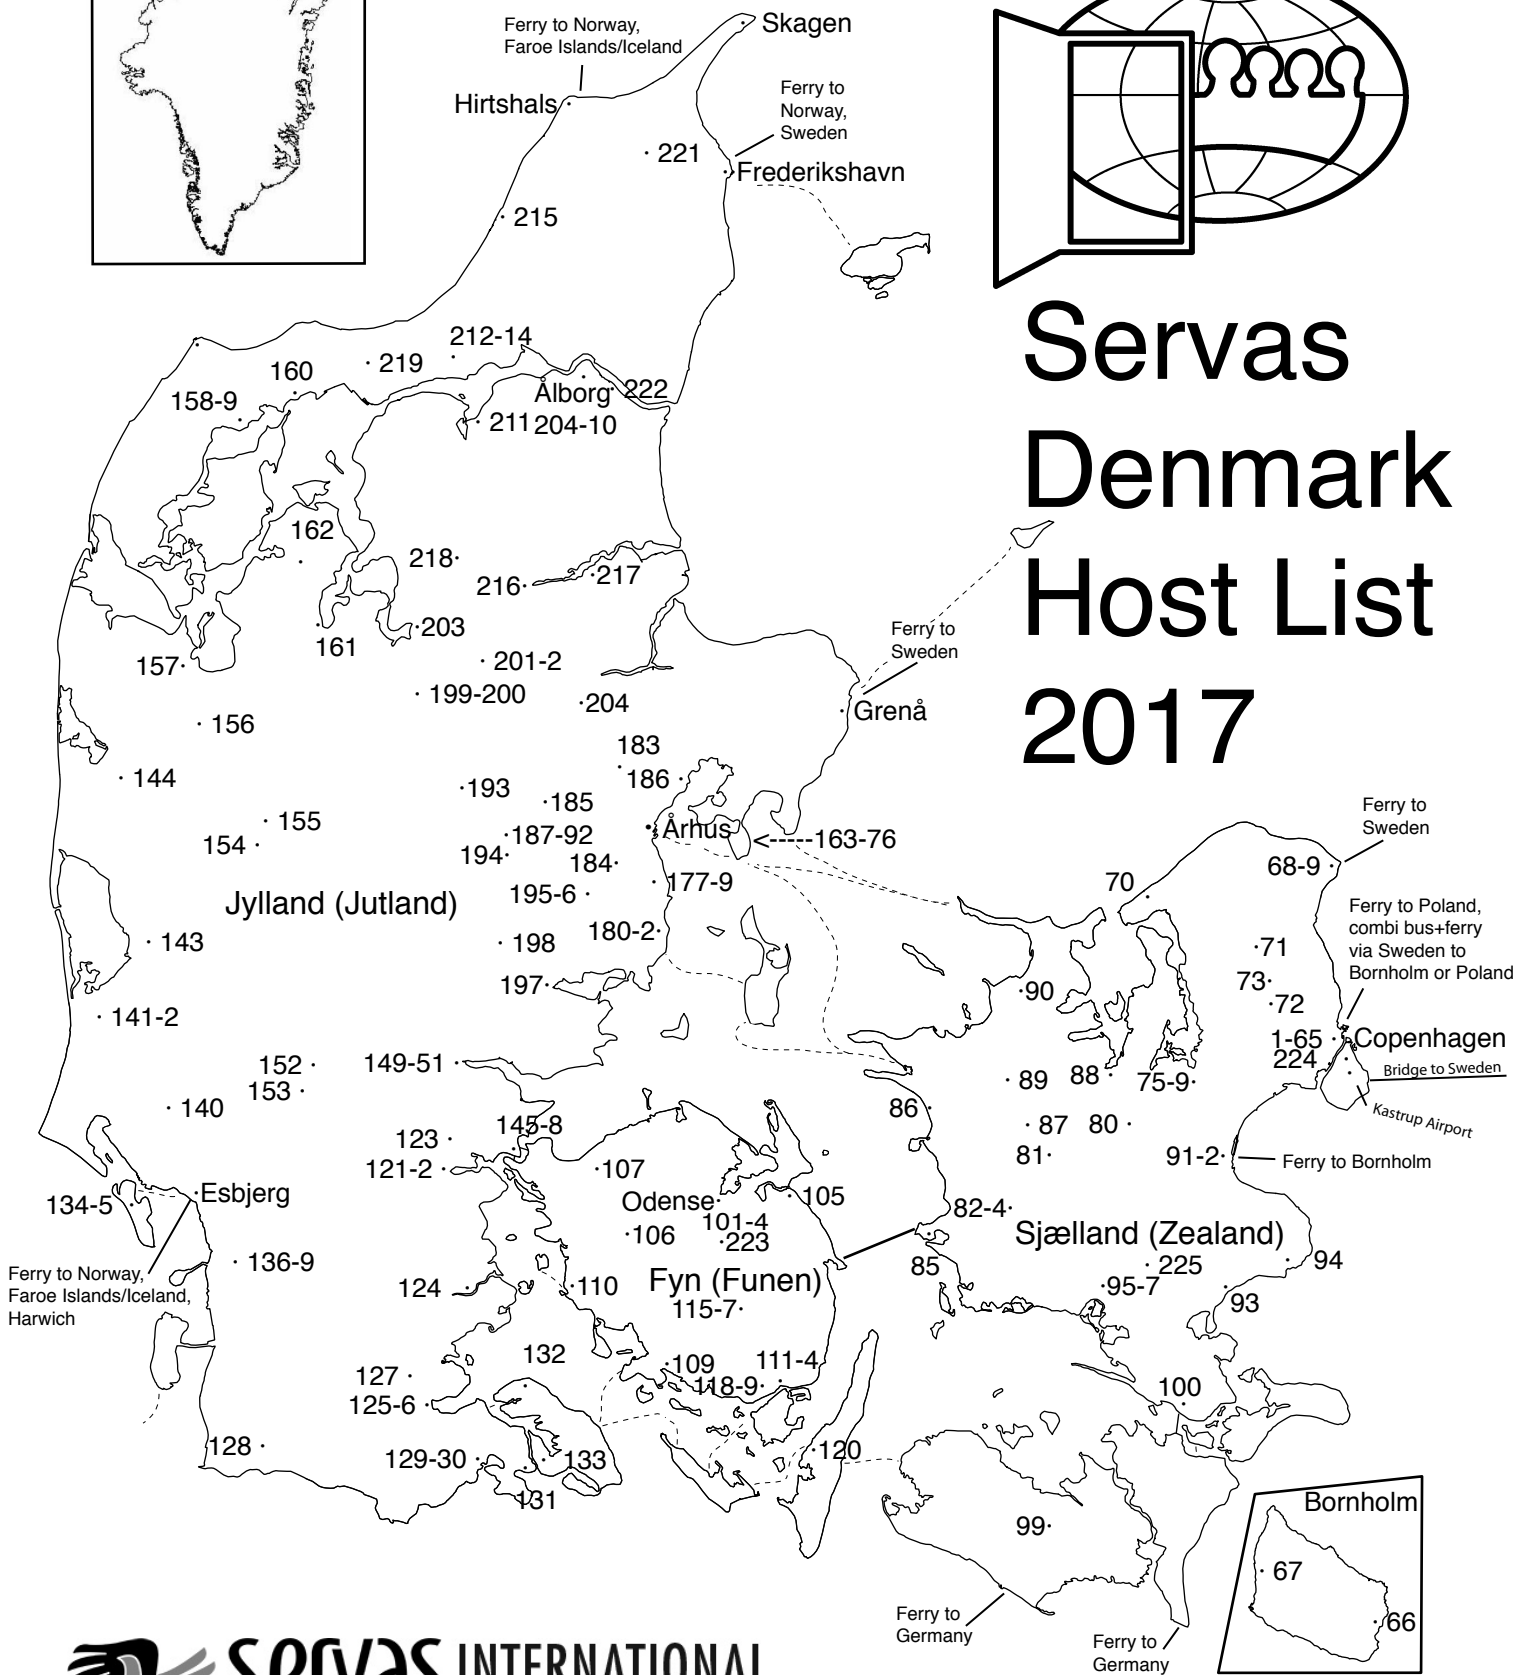 Ferry to Norway,
Faroe Islands/Iceland
Skagen
Hirtshals
Ferry to
Norway,
Sweden
221
Frederikshavn
215
Servas
Denmark
Host List
2017
212-14
219
160
158-9
Ålborg
222
211
204-10
162
218
216
217
203
161
157
201-2
199-200
204
Ferry to
Sweden
Grenå
156
183
186
144
193
185
155
187-92
Århus
<-----163-76
154
194
184
177-9
195-6
Jylland (Jutland)
180-2
143
198
197
141-2
152
149-51
153
140
145-8
123
121-2
107
134-5
Esbjerg
Odense
105
101-4
106
223
136-9
Ferry to Norway,
Faroe Islands/Iceland,
Harwich
124
110
Fyn (Funen)
115-7
132
109
111-4
127
118-9
125-6
128
129-30
133
131
120
Ferry to
Sweden
68-9
70
Ferry to Poland,
combi bus+ferry
via Sweden to
Bornholm or Poland
71
73
72
90
1-65
Copenhagen
224
Bridge to Sweden
89
88
75-9
Kastrup Airport
86
87
80
81
91-2
Ferry to Bornholm
82-4
Sjælland (Zealand)
85
225
94
95-7
93
100
99
Bornholm
67
66
Ferry to
Germany
Ferry to
Germany
servas INTERNATIONAL